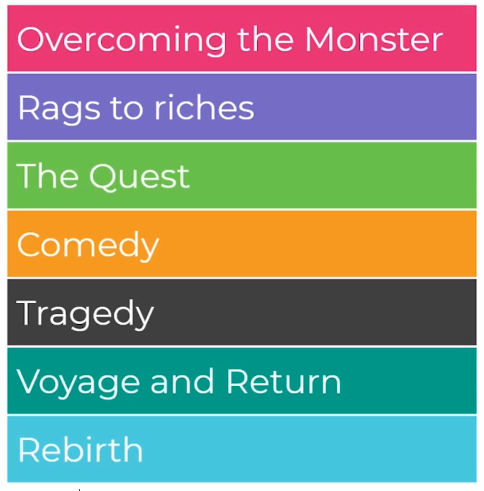 Overcoming the Monster
Rags to riches
The Quest
Comedy
Tragedy
Voyage and Return
Rebirth